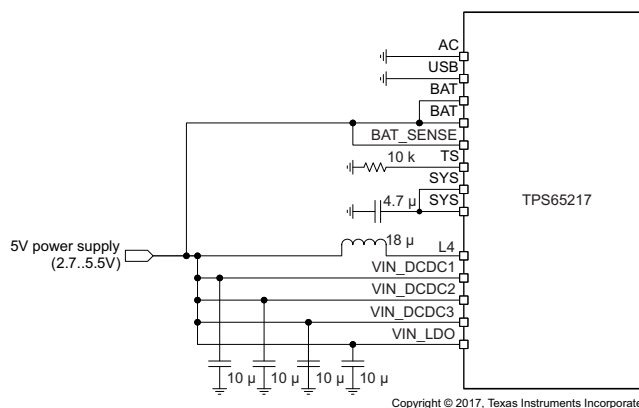 AC
USB
BAT
BAT
BAT_SENSE
10 k
TS
SYS
4.7 µ
SYS
TPS65217
5V power supply
(2.7..5.5V)
18 µ
L4
VIN_DCDC1
VIN_DCDC2
VIN_DCDC3
VIN_LDO
10 µ
10 µ
10 µ
10 µ
Copyright © 2017, Texas Instruments Incorporate